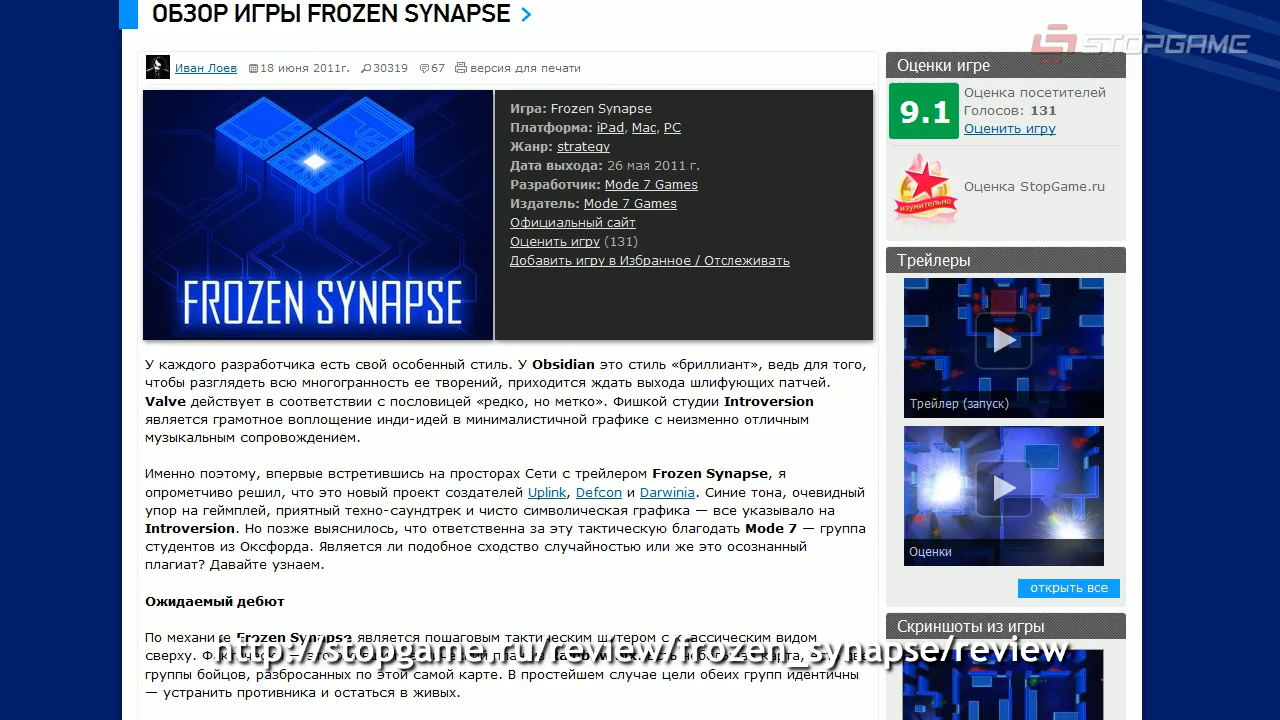 ОБЗОР ИГРЫ FROZEN SYNAPSE
STOPGAME
Иван Лоев 18 июня 2011г. 30319 67 версия для печати
FROZEN SYNAPSE
Игра: Frozen Synapse
Платформа: iPad, Mac, PC
Жанр: strategy
Дата выхода: 26 мая 2011 г.
Разработчик: Mode 7 Games
Издатель: Mode 7 Games
Официальный сайт
Оценить игру (131)
Добавить игру в Избранное / Отслеживать
У каждого разработчика есть свой особенный стиль. У Obsidian это стиль «бриллиант», ведь для того,
чтобы разглядеть всю многогранность ее творений, приходится ждать выхода шлифующих патчей.
Valve действует в соответствии с пословицей «редко, но метко». Фишкой студии Introversion
является грамотное воплощение инди-идей в минималистичной графике с неизменно отличным
музыкальным сопровождением.
Именно поэтому, впервые встретившись на просторах Сети с трейлером Frozen Synapse, я
опрометчиво решил, что это новый проект создателей Uplink, Defcon и Darwinia. Синие тона, очевидный
упор на геймплей, приятный техно-саундтрек и чисто символическая графика — все указывало на
Introversion. Но позже выяснилось, что ответственна за эту тактическую благодать Mode 7 — группа
студентов из Оксфорда. Является ли подобное сходство случайностью или же это осознанный
плагиат? Давайте узнаем.
Ожидаемый дебют
По механике Frozen Synapse является пошаговым тактическим шутером с классическим видом
сверху.
группы бойцов, разбросанных по этой самой карте. В простейшем случае цели обеих групп идентичны
— устранить противника и остаться в живых.
http://stopgame.ru/review/frozen_synapse/review
Оценки игре
9.1
Оценка посетителей
Голосов: 131
Оценить игру
изумительно
Оценка StopGame.ru
Трейлеры
Трейлер (запуск)
Оценки
открыть все
Скриншоты из игры